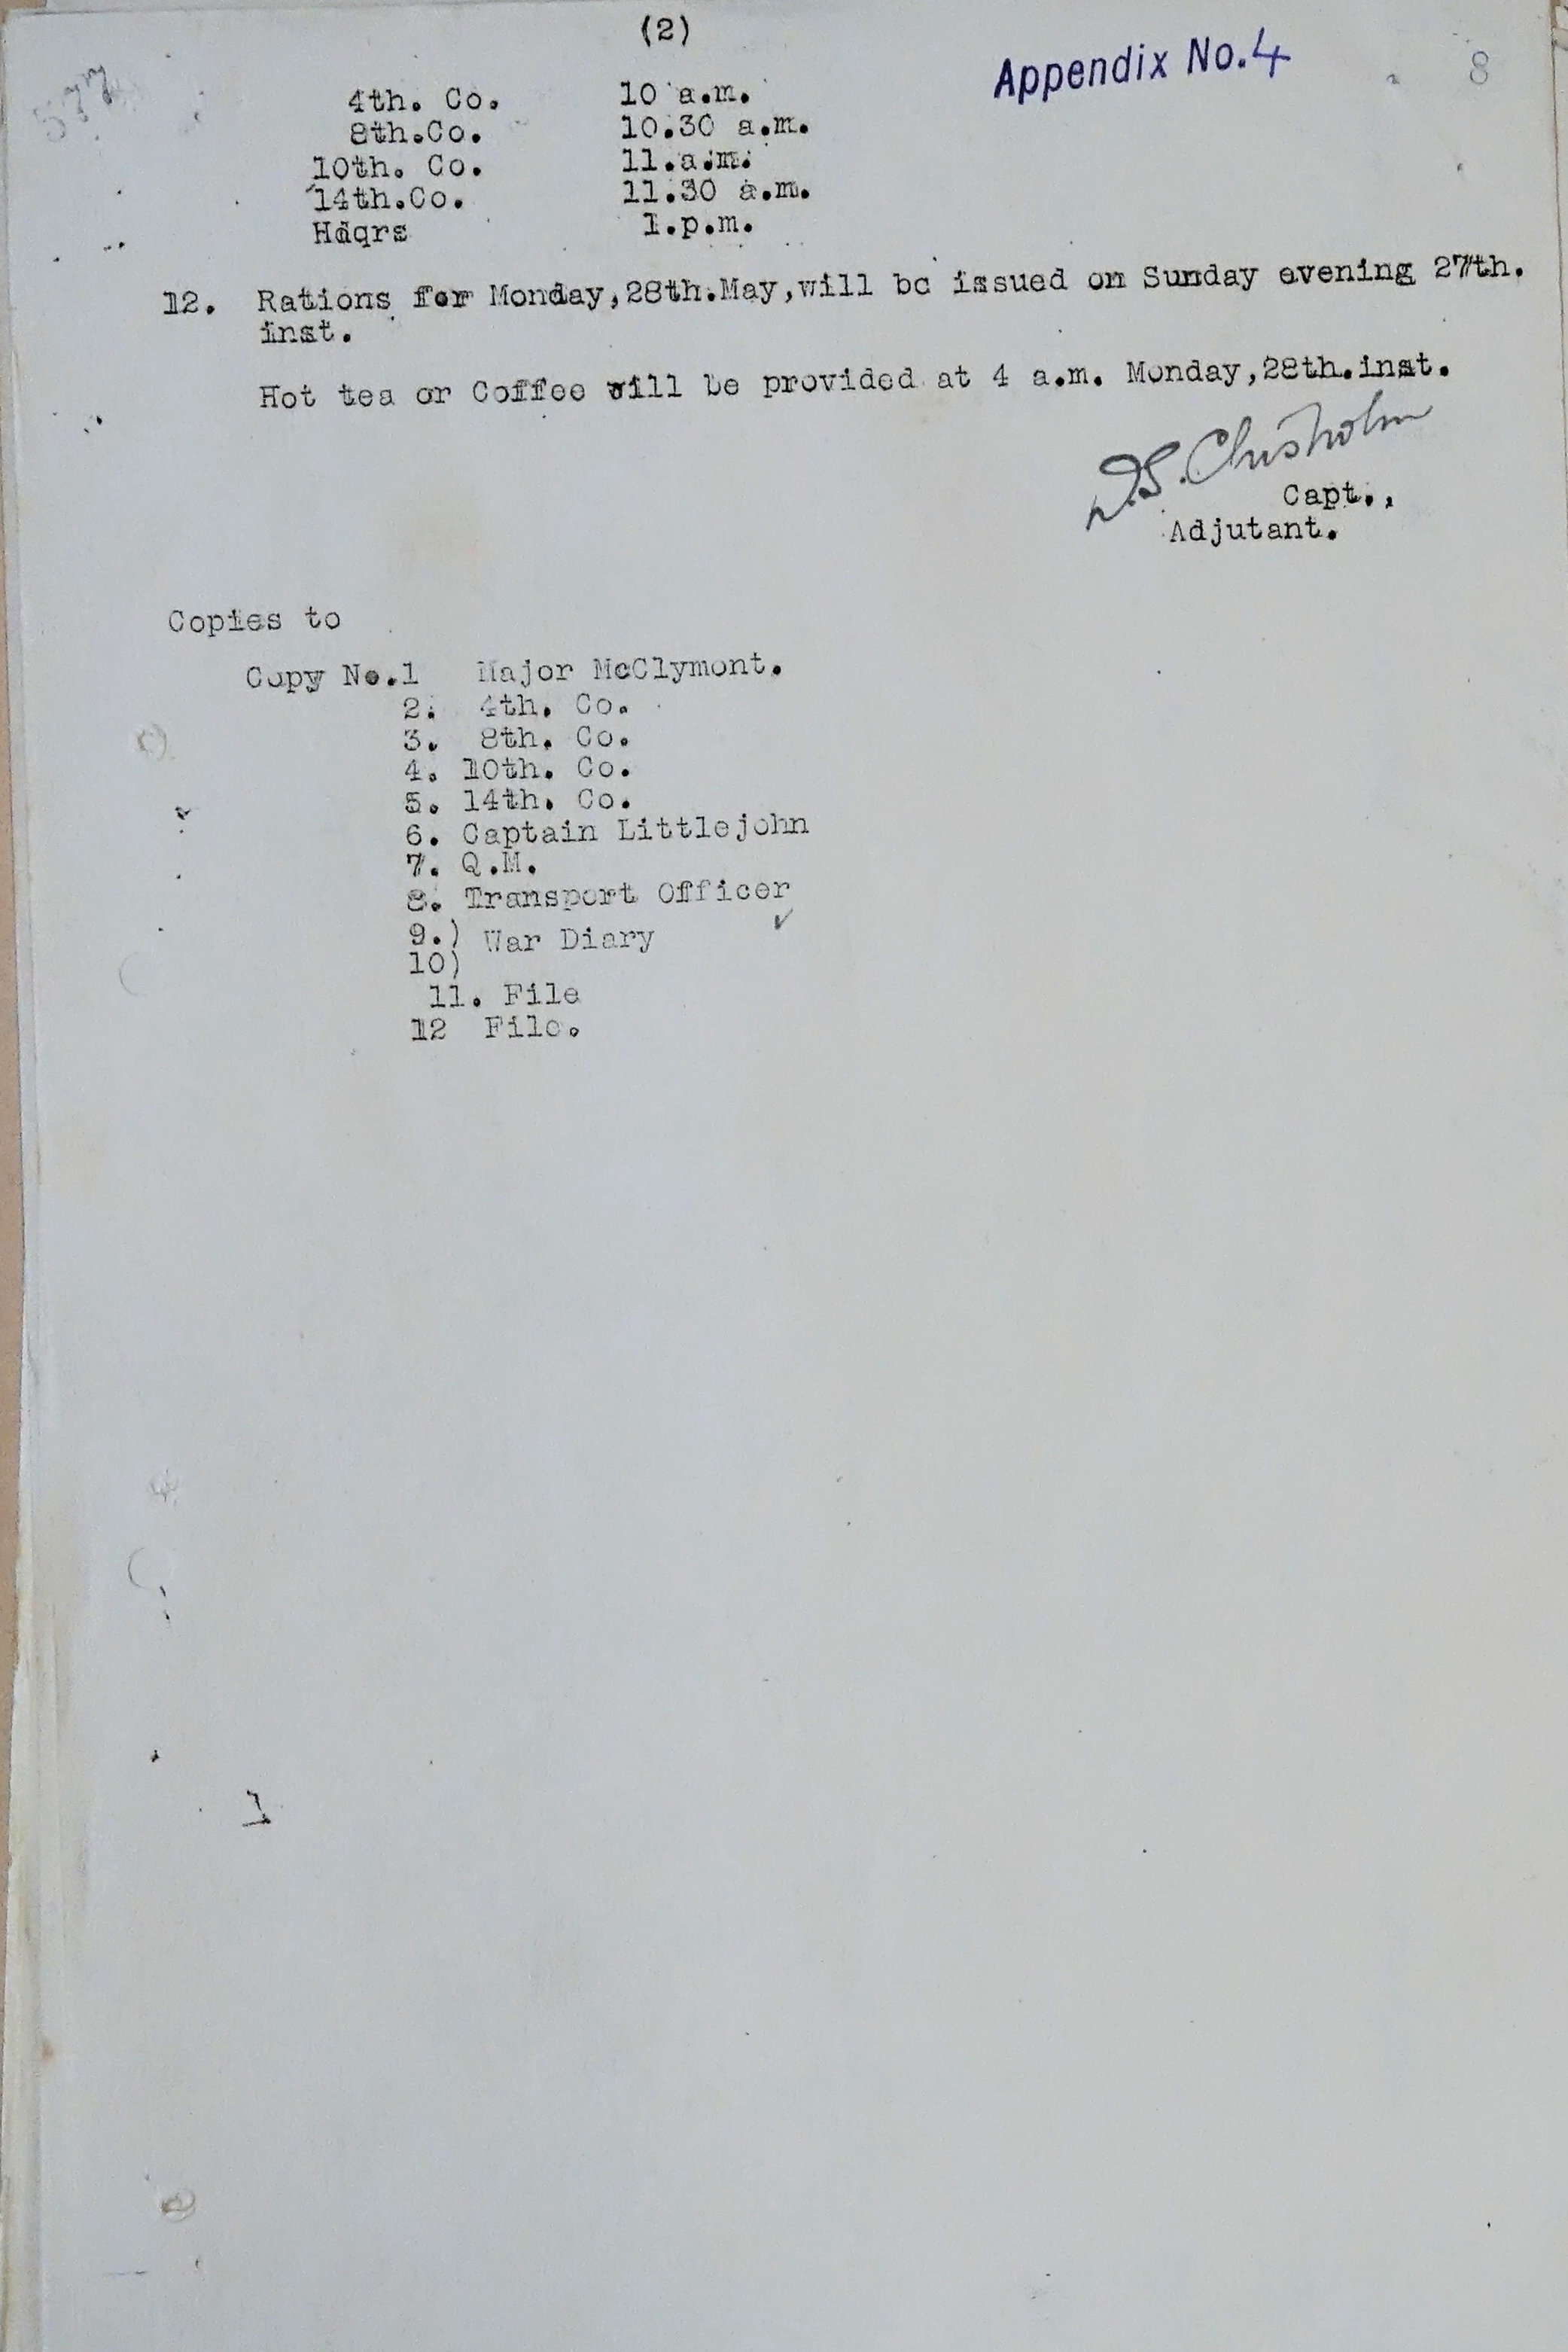 (2)
Appendix No.4
8
577
4th. Co. 10 a.m.
8th.Co. 10.30 a.m.
10th. Co. 11.a.m.
14th.Co. 11.30 a.m.
Hdqrs 1.p.m.
12. Rations for Monday,28th.May,will be issued on Sunday evening 27th.
inst.
Hot tea or Coffee will be provided at 4 a.m. Monday,28th.inst.
D.S. Chisholm
Capt.,
Adjutant.
Copies to
Copy No.1 Major McClymont.
2. 4th. Co.
3. 8th. Co.
4. 10th. Co.
5. 14th. Co.
6. Captain Littlejohn
7. Q.M.
8. Transport Officer
9.) War Diary ✓
10)
11. File
12 File.